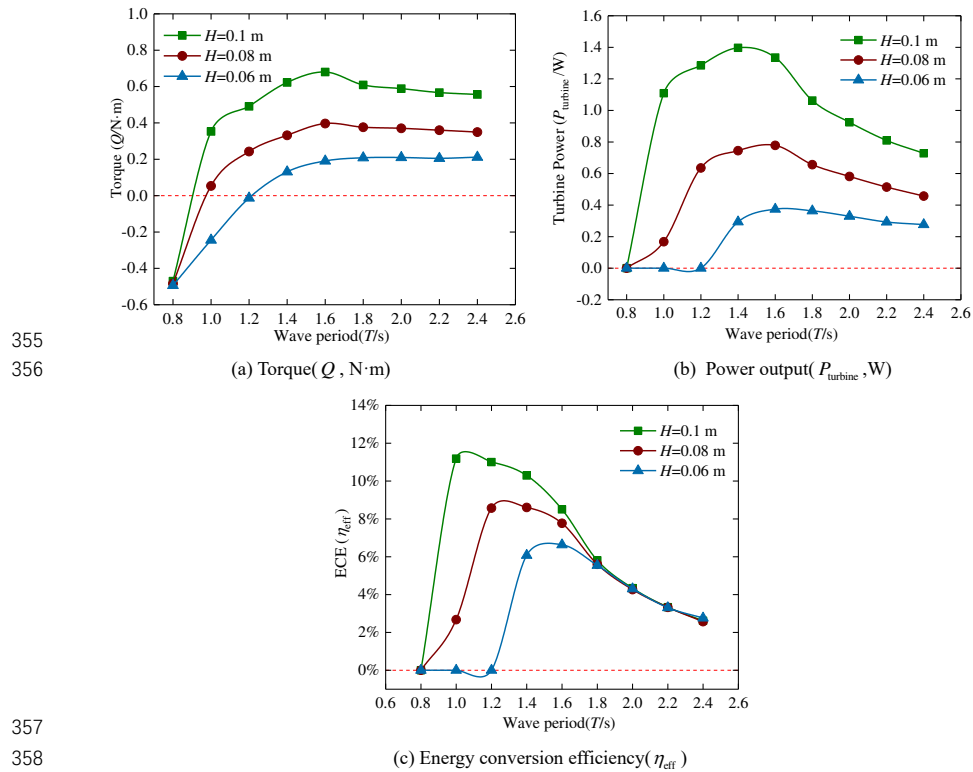 1.0
0.8
0.6
0.4
0.2
0.0
-0.2
-0.4
-0.6
Torque (Q/N·m)
H=0.1 m
H=0.08 m
H=0.06 m
0.8 1.0 1.2 1.4 1.6 1.8 2.0 2.2 2.4 2.6
Wave period(T/s)
1.6
1.4
1.2
1.0
0.8
0.6
0.4
0.2
0.0
-0.2
Turbine Power (P turbine /W)
H=0.1 m
H=0.08 m
H=0.06 m
0.6 0.8 1.0 1.2 1.4 1.6 1.8 2.0 2.2 2.4 2.6
Wave period(T/s)
355
356
(a) Torque( Q , N·m)
(b) Power output( P turbine ,W)
14%
12%
10%
8%
6%
4%
2%
0%
ECE ( η eff )
H=0.1 m
H=0.08 m
H=0.06 m
0.6 0.8 1.0 1.2 1.4 1.6 1.8 2.0 2.2 2.4 2.6
Wave period(T/s)
357
358
(c) Energy conversion efficiency( η eff )